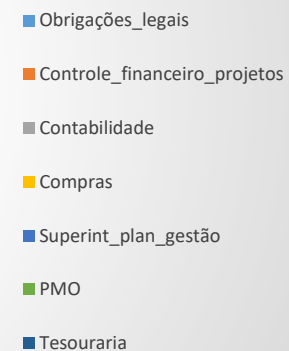 Obrigações_legais
Controle_financeiro_projetos
Contabilidade
Compras
Superint_plan_gestão
PMO
Tesouraria